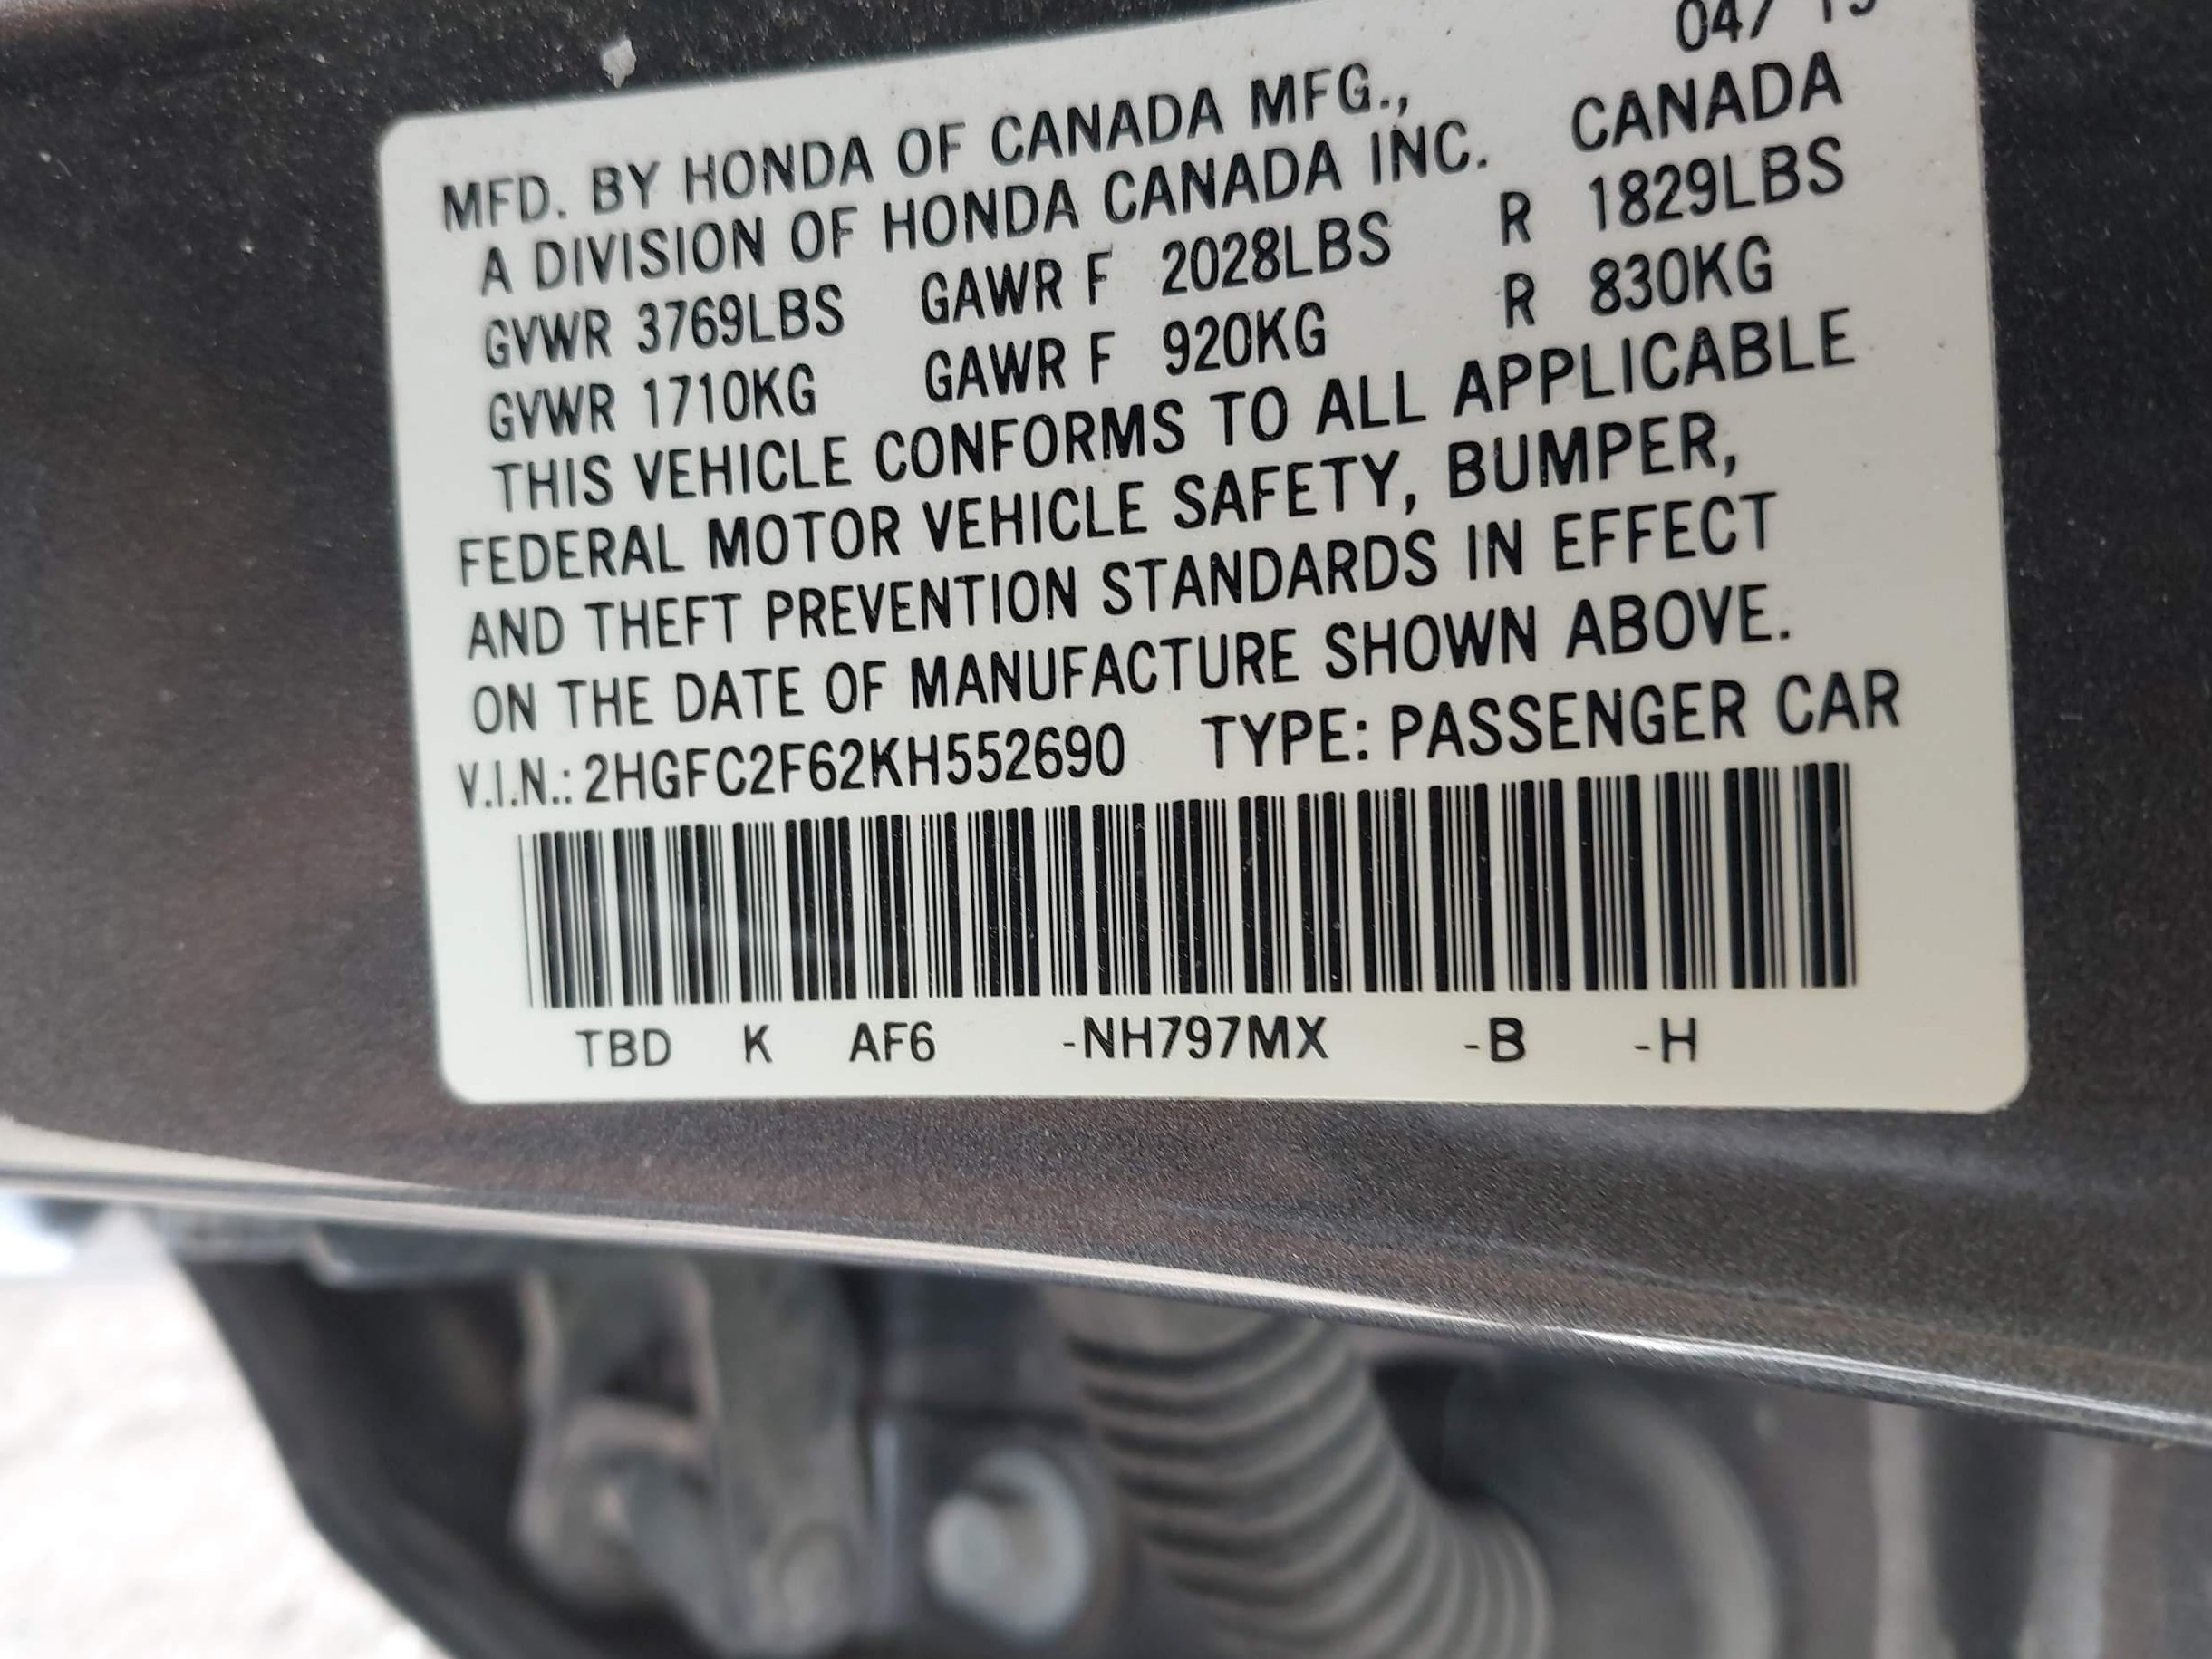 04/19
MFD. BY HONDA OF CANADA MFG.,
A DIVISION OF HONDA CANADA INC. CANADA
GVWR 3769LBS GAWR F 2028LBS R 1829LBS
GVWR 1710KG GAWR F 920KG R 830KG
THIS VEHICLE CONFORMS TO ALL APPLICABLE
FEDERAL MOTOR VEHICLE SAFETY, BUMPER,
AND THEFT PREVENTION STANDARDS IN EFFECT
ON THE DATE OF MANUFACTURE SHOWN ABOVE.
V.I.N.: 2HGFC2F62KH552690 TYPE: PASSENGER CAR
TBD K AF6 -NH797MX -B -H